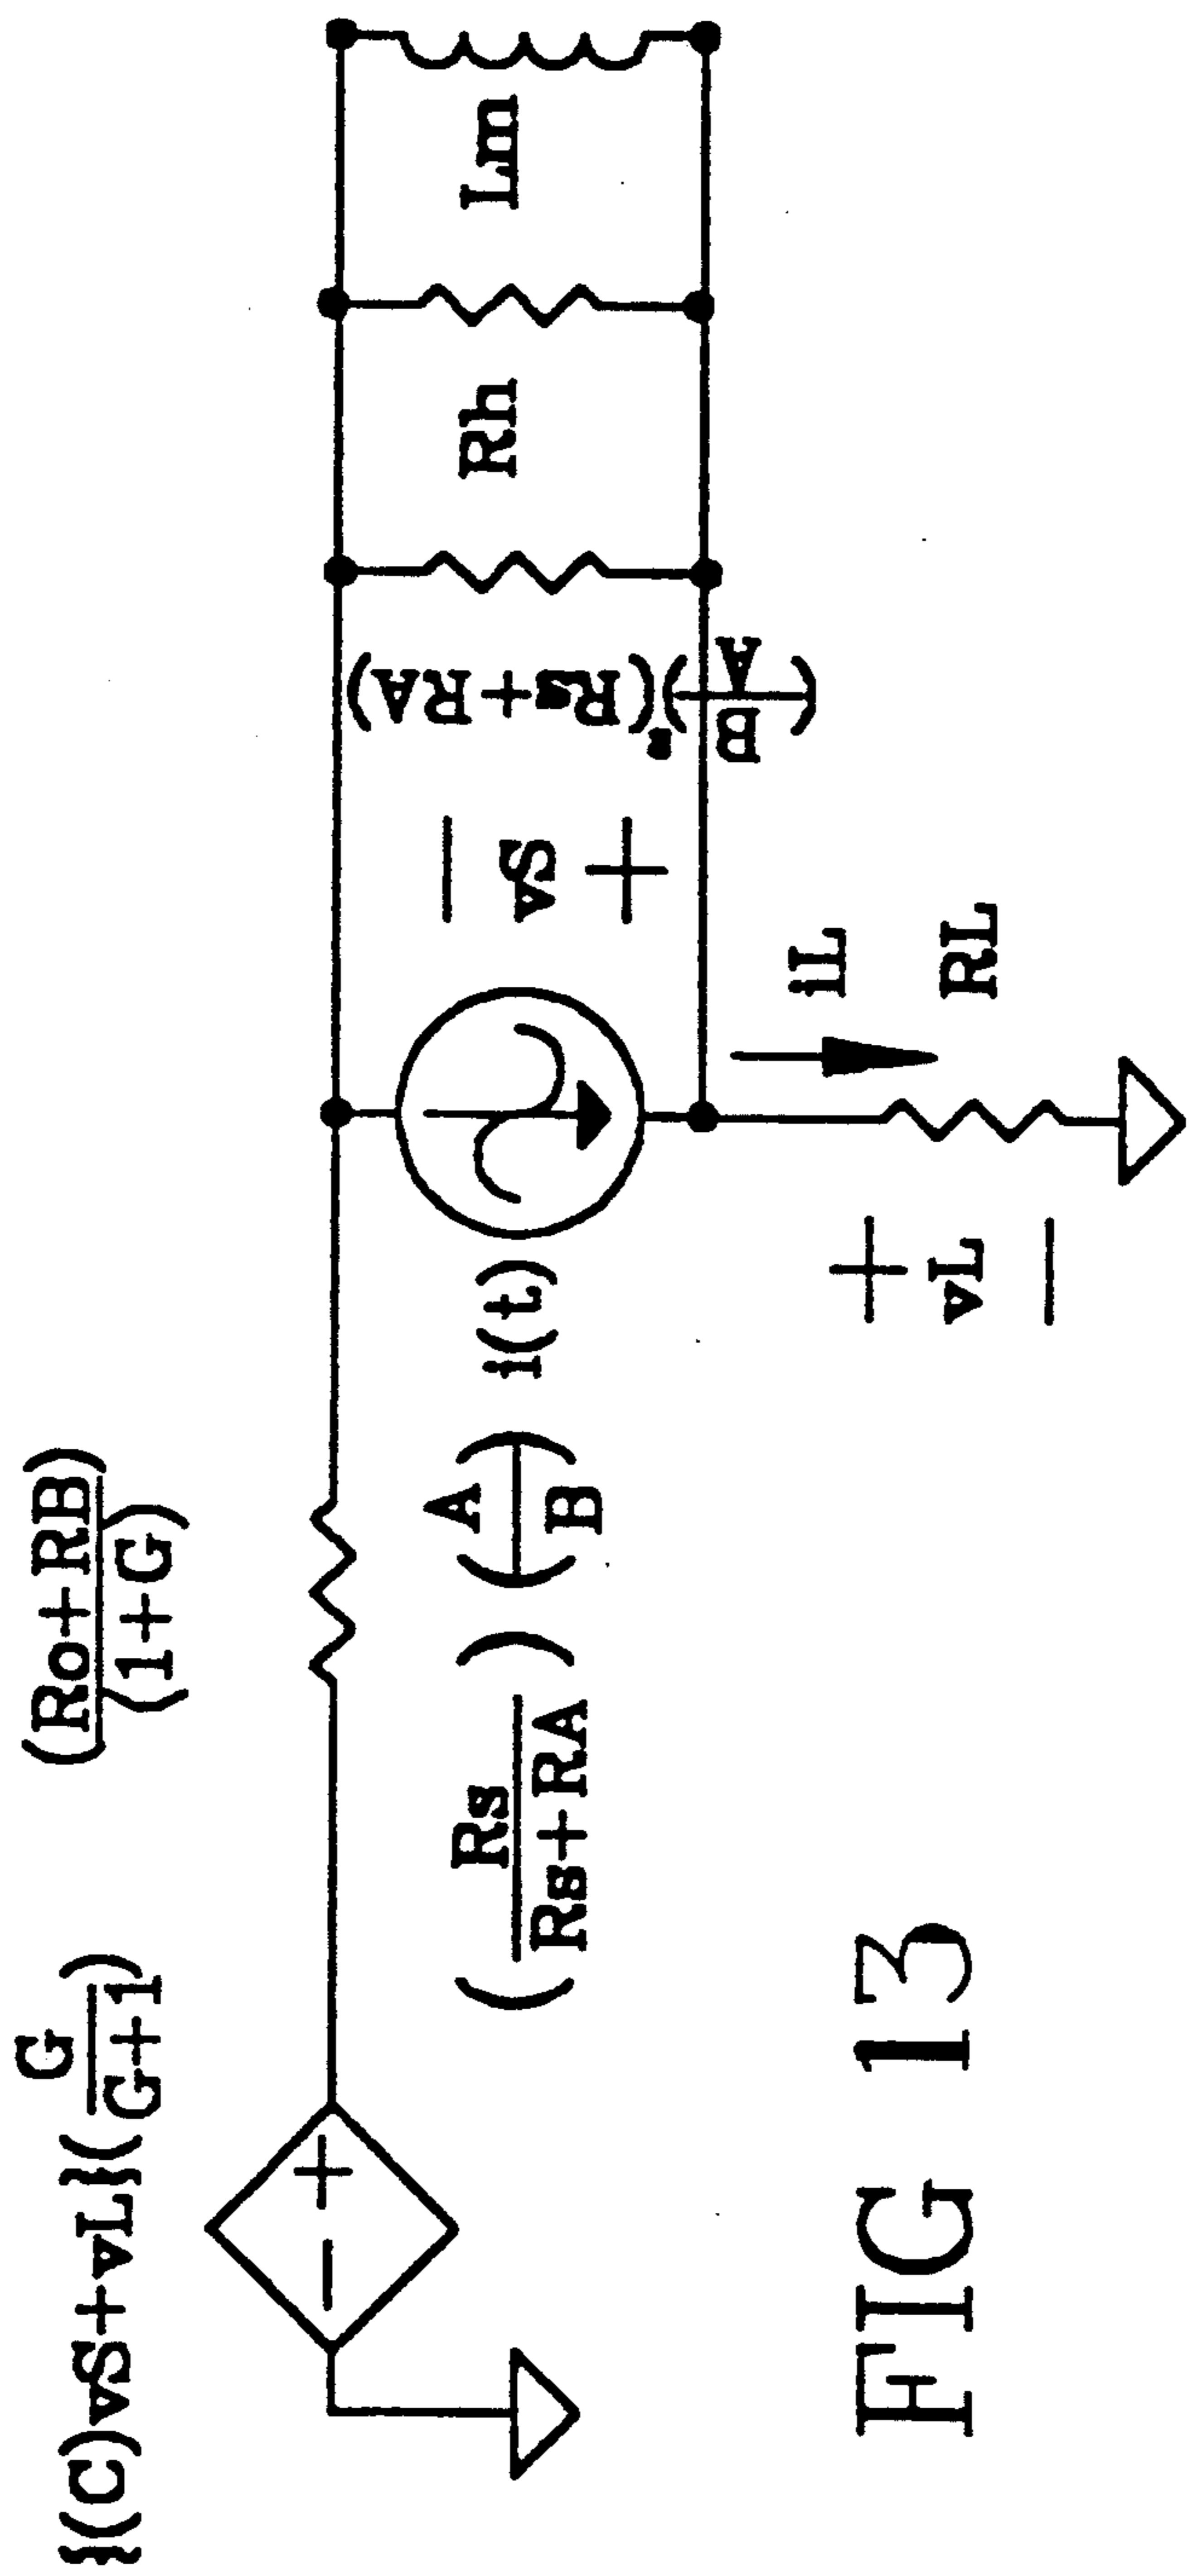 {(C)vS+vL}(G/G+1)
(Ro+RB)/(1+G)
(Rs/Rs+RA) (A/B) i(t)
− vS +
(B/A)²(Rs+RA)
Rh
Lm
iL
RL
+ vL −
FIG 13